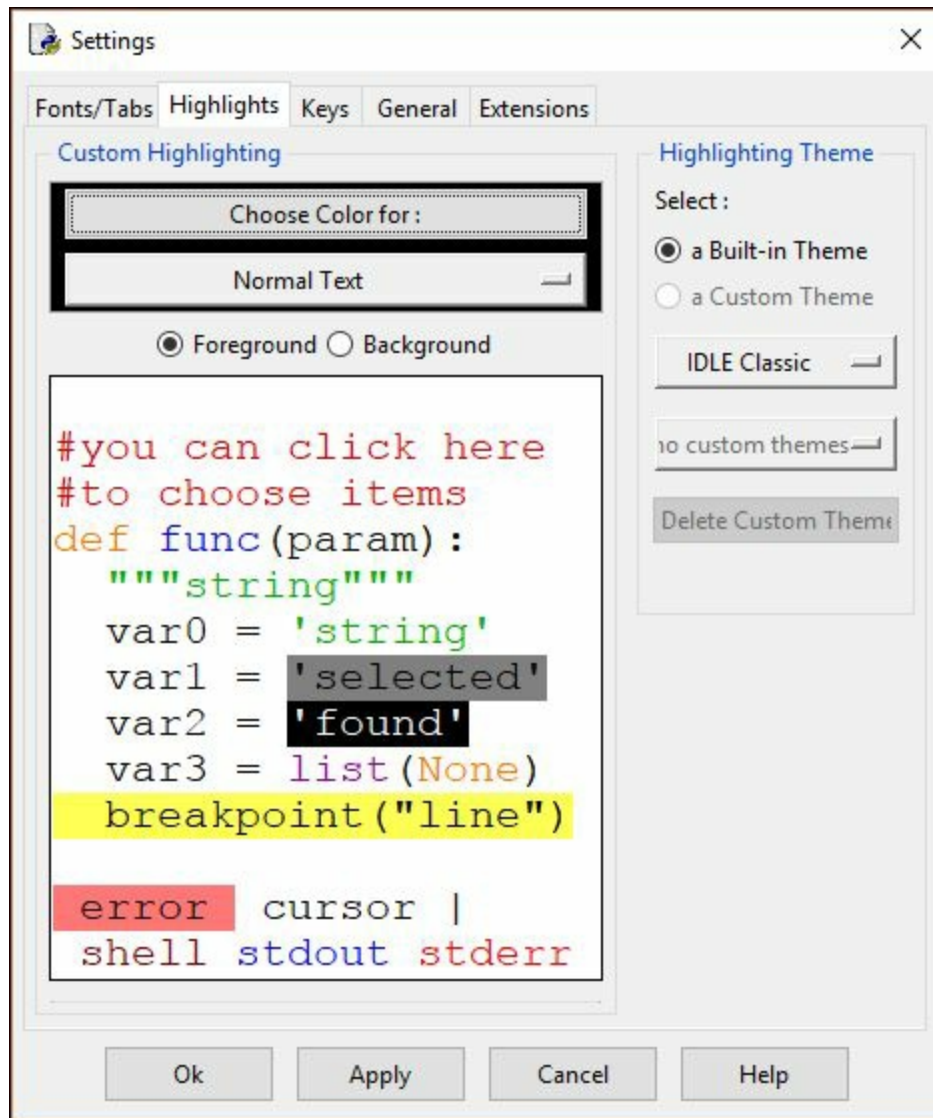 Settings
Fonts/Tabs Highlights Keys General Extensions
Custom Highlighting
Choose Color for :
Normal Text
Foreground Background
#you can click here
#to choose items
def func(param):
"""string"""
var0 = 'string'
var1 = 'selected'
var2 = 'found'
var3 = list(None)
breakpoint("line")
error cursor |
shell stdout stderr
Highlighting Theme
Select :
a Built-in Theme
a Custom Theme
IDLE Classic
no custom themes
Delete Custom Theme
Ok Apply Cancel Help